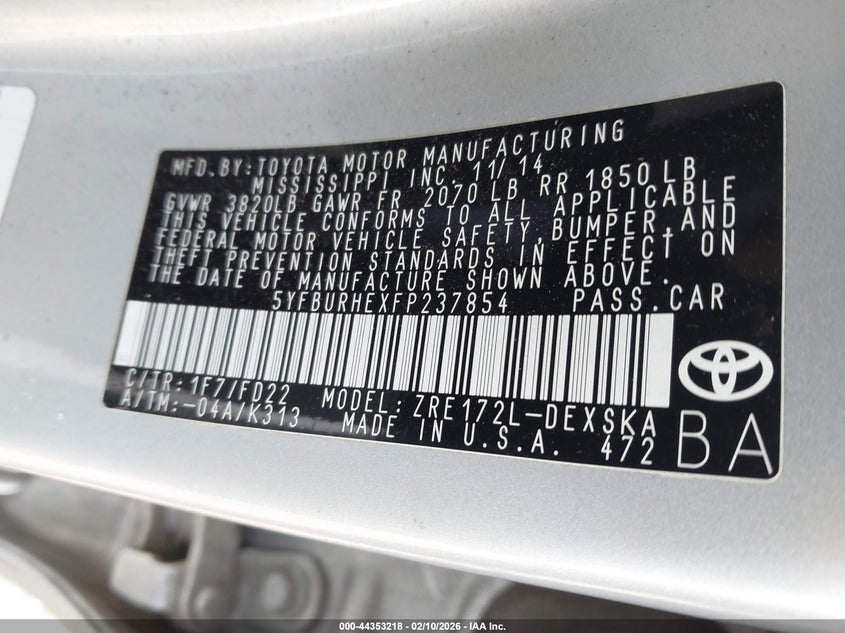 MFD. BY: TOYOTA MOTOR MANUFACTURING
MISSISSIPPI INC. 11/14
GVWR 3820LB GAWR FR 2070 LB RR 1850 LB
THIS VEHICLE CONFORMS TO ALL APPLICABLE
FEDERAL MOTOR VEHICLE SAFETY, BUMPER, AND
THEFT PREVENTION STANDARDS IN EFFECT ON
THE DATE OF MANUFACTURE SHOWN ABOVE.
5YFBURHEXFP237854 PASS. CAR
C/TR: 1F7/FD22 MODEL: ZRE172L-DEXSKA
A/TM: -04A/K313 MADE IN U.S.A. 472
BA
000-44353218 - 02/10/2026 - IAA Inc.